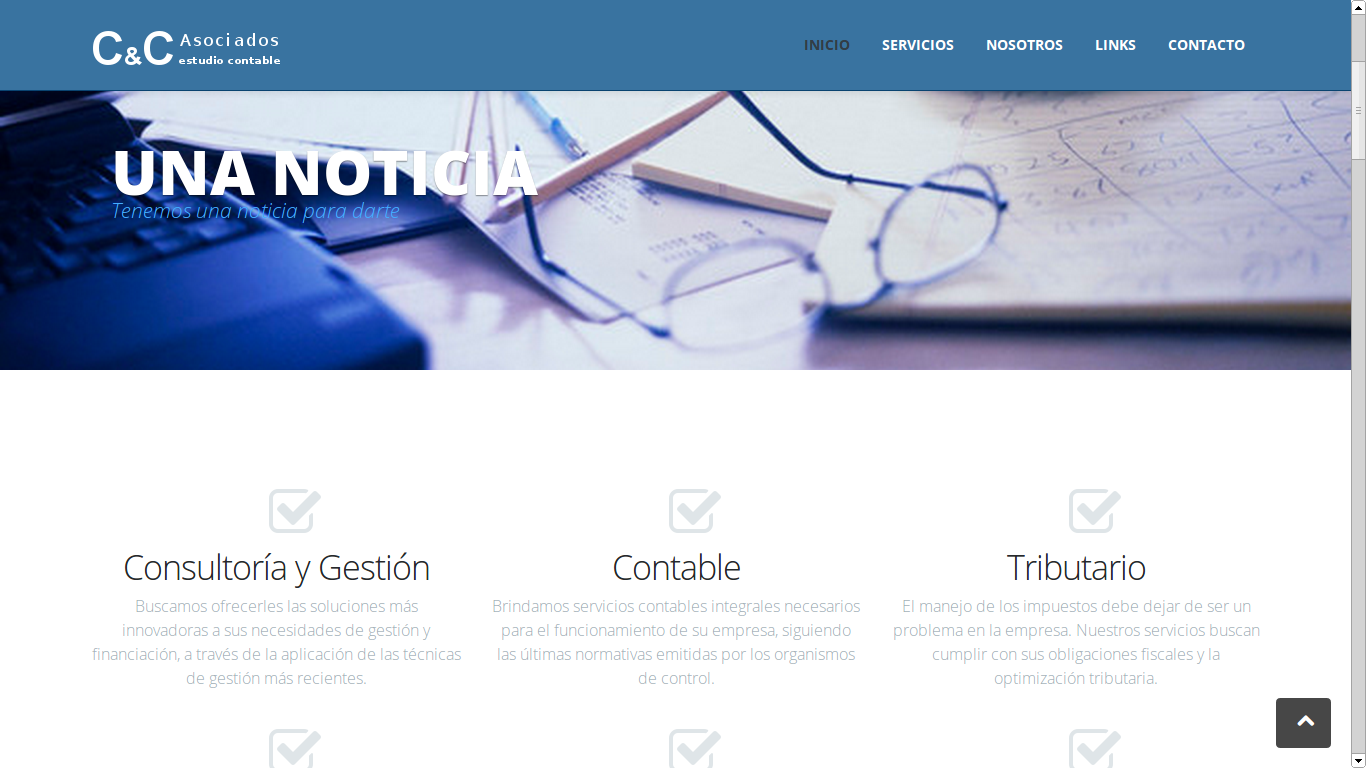 C&C Asociados
estudio contable
INICIO SERVICIOS NOSOTROS LINKS CONTACTO
UNA NOTICIA
Tenemos una noticia para darte
Consultoría y Gestión
Buscamos ofrecerles las soluciones más
innovadoras a sus necesidades de gestión y
financiación, a través de la aplicación de las técnicas
de gestión más recientes.
Contable
Brindamos servicios contables integrales necesarios
para el funcionamiento de su empresa, siguiendo
las últimas normativas emitidas por los organismos
de control.
Tributario
El manejo de los impuestos debe dejar de ser un
problema en la empresa. Nuestros servicios buscan
cumplir con sus obligaciones fiscales y la
optimización tributaria.